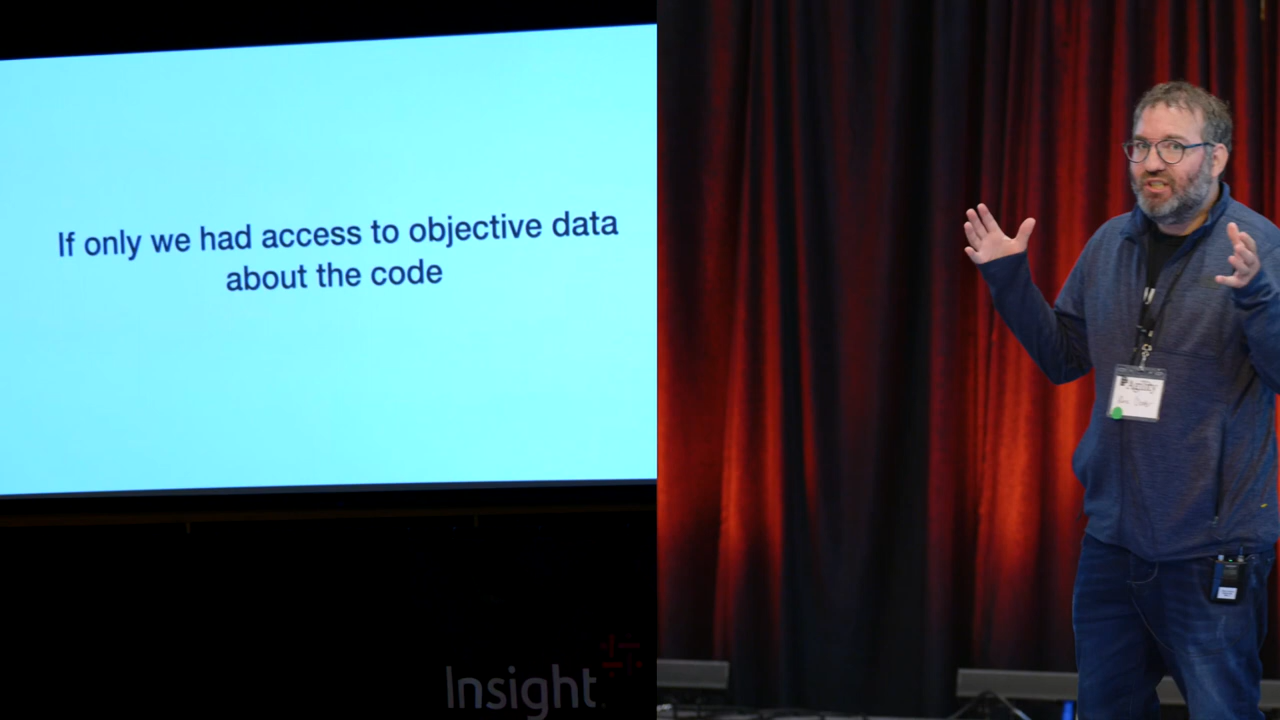 If only we had access to objective data
about the code
Insight